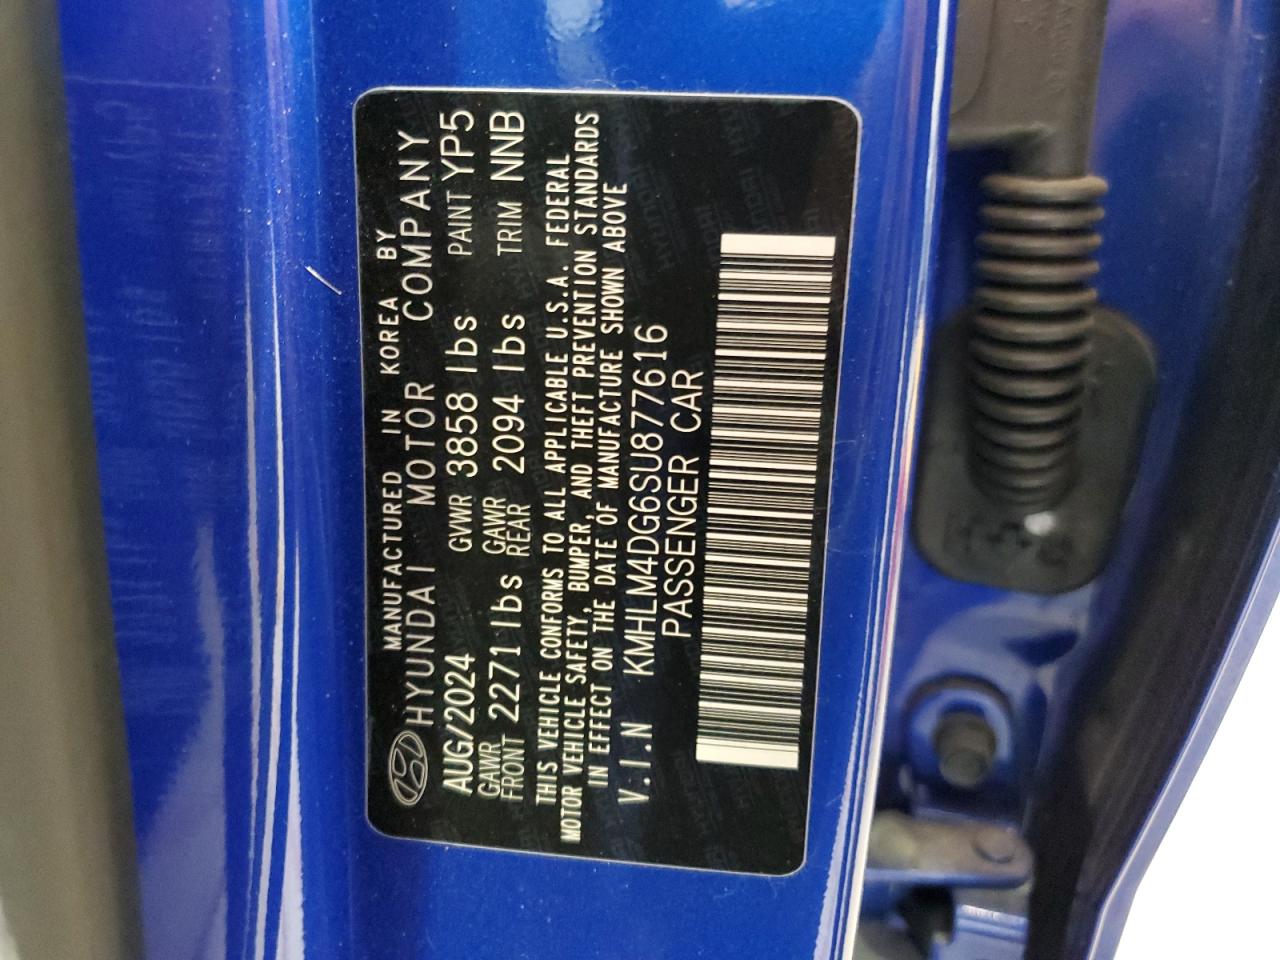 MANUFACTURED IN KOREA BY
HYUNDAI MOTOR COMPANY
AUG/2024 GVWR 3858 lbs PAINT YP5
GAWR FRONT 2271 lbs GAWR REAR 2094 lbs TRIM NNB
THIS VEHICLE CONFORMS TO ALL APPLICABLE U.S.A. FEDERAL
MOTOR VEHICLE SAFETY, BUMPER, AND THEFT PREVENTION STANDARDS
IN EFFECT ON THE DATE OF MANUFACTURE SHOWN ABOVE
V.I.N KMHLM4DG6SU877616
PASSENGER CAR